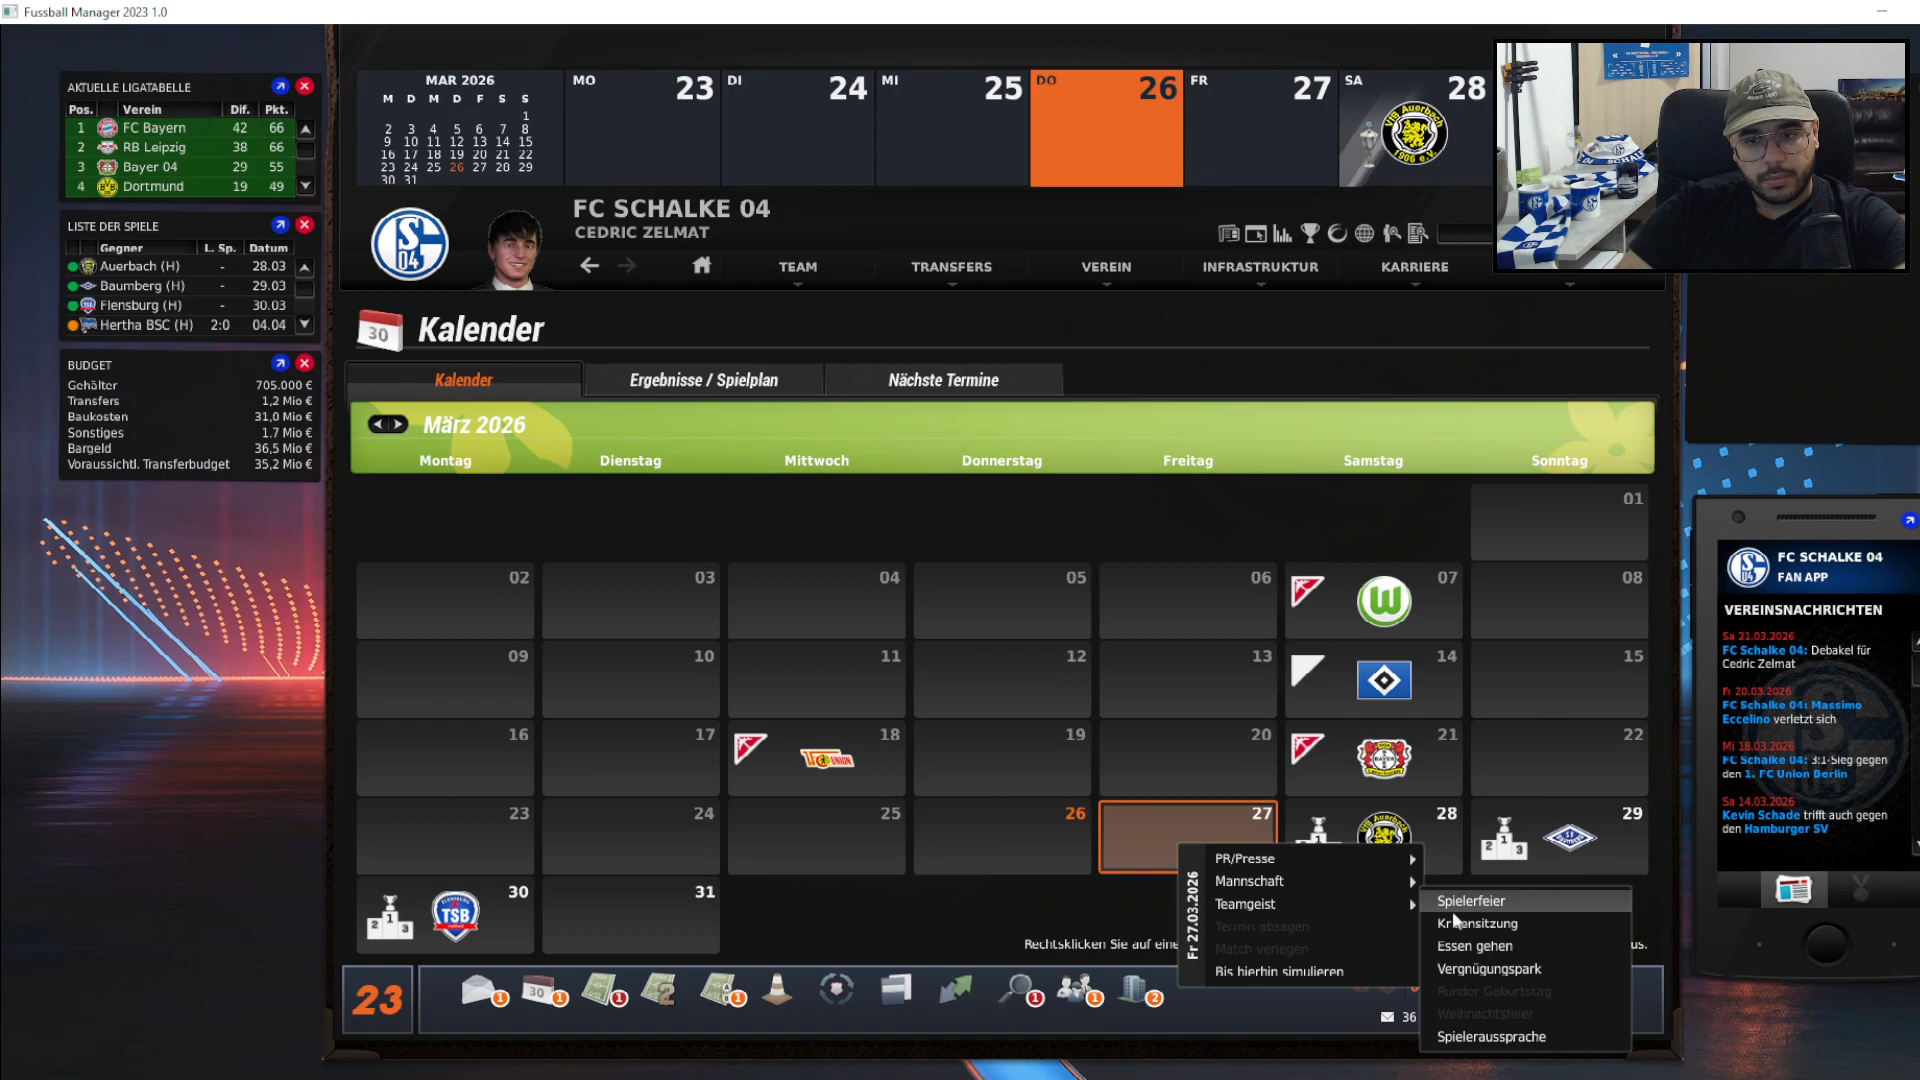 Fussball Manager 2023 1.0
AKTUELLE LIGATABELLE
Pos. Verein Dif. Pkt.
1 FC Bayern 42 66
2 RB Leipzig 38 66
3 Bayer 04 29 55
4 Dortmund 19 49
LISTE DER SPIELE
Gegner L. Sp. Datum
Auerbach (H) - 28.03
Baumberg (H) - 29.03
Flensburg (H) - 30.03
Hertha BSC (H) 2:0 04.04
BUDGET
Gehälter 705.000 €
Transfers 1,2 Mio €
Baukosten 31,0 Mio €
Sonstiges 1,7 Mio €
Bargeld 36,5 Mio €
Voraussichtl. Transferbudget 35,2 Mio €
MAR 2026
M D M D F S S
1
2 3 4 5 6 7 8
9 10 11 12 13 14 15
16 17 18 19 20 21 22
23 24 25 26 27 28 29
30 31
MO 23
DI 24
MI 25
DO 26
FR 27
SA 28
FC SCHALKE 04
CEDRIC ZELMAT
TEAM TRANSFERS VEREIN INFRASTRUKTUR KARRIERE
30 Kalender
Kalender Ergebnisse / Spielplan Nächste Termine
März 2026
Montag Dienstag Mittwoch Donnerstag Freitag Samstag Sonntag
01
02 03 04 05 06 07 08
09 10 11 12 13 14 15
16 17 18 19 20 21 22
23 24 25 26 27 28 29
30 31
Rechtsklicken Sie auf eine
us.
Fr 27.03.2026
PR/Presse
Mannschaft
Teamgeist
Termin absagen
Match verlegen
Bis hierhin simulieren
Spielerfeier
Krisensitzung
Essen gehen
Vergnügungspark
Runder Geburtstag
Weihnachtsfeier
Spieleraussprache
23
36
FC SCHALKE 04
FAN APP
VEREINSNACHRICHTEN
Sa 21.03.2026
FC Schalke 04: Debakel für
Cedric Zelmat
Fr 20.03.2026
FC Schalke 04: Massimo
Eccelino verletzt sich
Mi 18.03.2026
FC Schalke 04: 3:1-Sieg gegen
den 1. FC Union Berlin
Sa 14.03.2026
Kevin Schade trifft auch gegen
den Hamburger SV